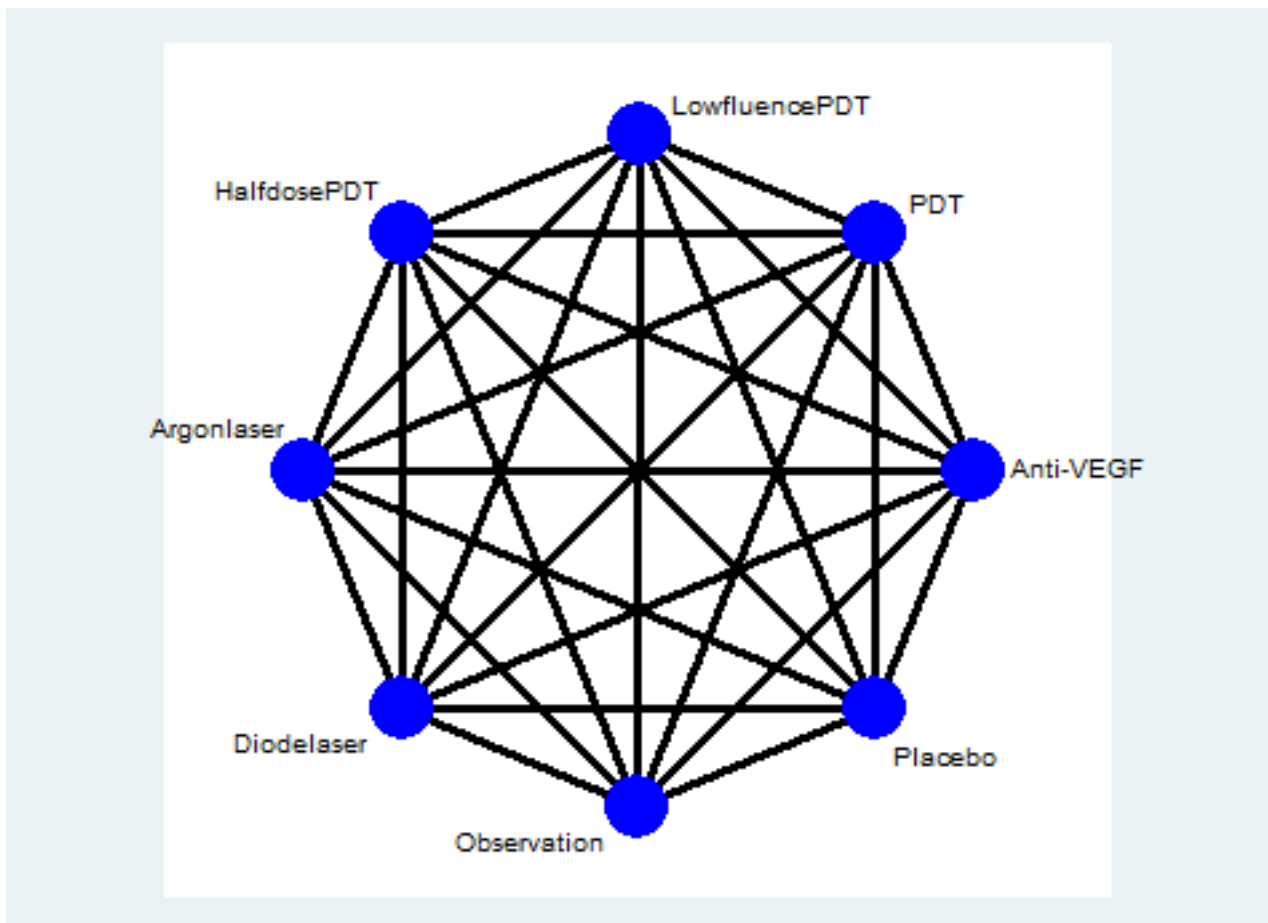 LowfluencePDT
HalfdosePDT
PDT
Argonlaser
Anti-VEGF
Diodelaser
Placebo
Observation